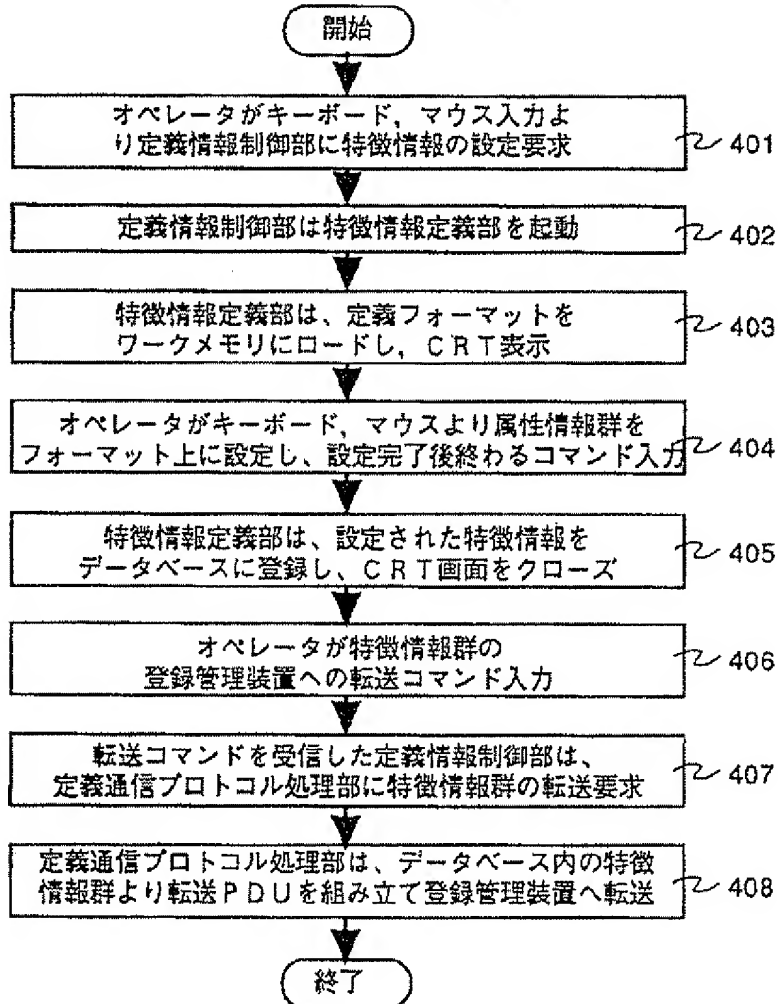 開始
オペレータがキーボード，マウス入力よ
り定義情報制御部に特徴情報の設定要求
401
定義情報制御部は特徴情報定義部を起動
402
特徴情報定義部は、定義フォーマットを
ワークメモリにロードし，ＣＲＴ表示
403
オペレータがキーボード，マウスより属性情報群を
フォーマット上に設定し、設定完了後終わるコマンド入力
404
特徴情報定義部は、設定された特徴情報を
データベースに登録し、ＣＲＴ画面をクローズ
405
オペレータが特徴情報群の
登録管理装置への転送コマンド入力
406
転送コマンドを受信した定義情報制御部は、
定義通信プロトコル処理部に特徴情報群の転送要求
407
定義通信プロトコル処理部は、データベース内の特徴
情報群より転送ＰＤＵを組み立て登録管理装置へ転送
408
終了